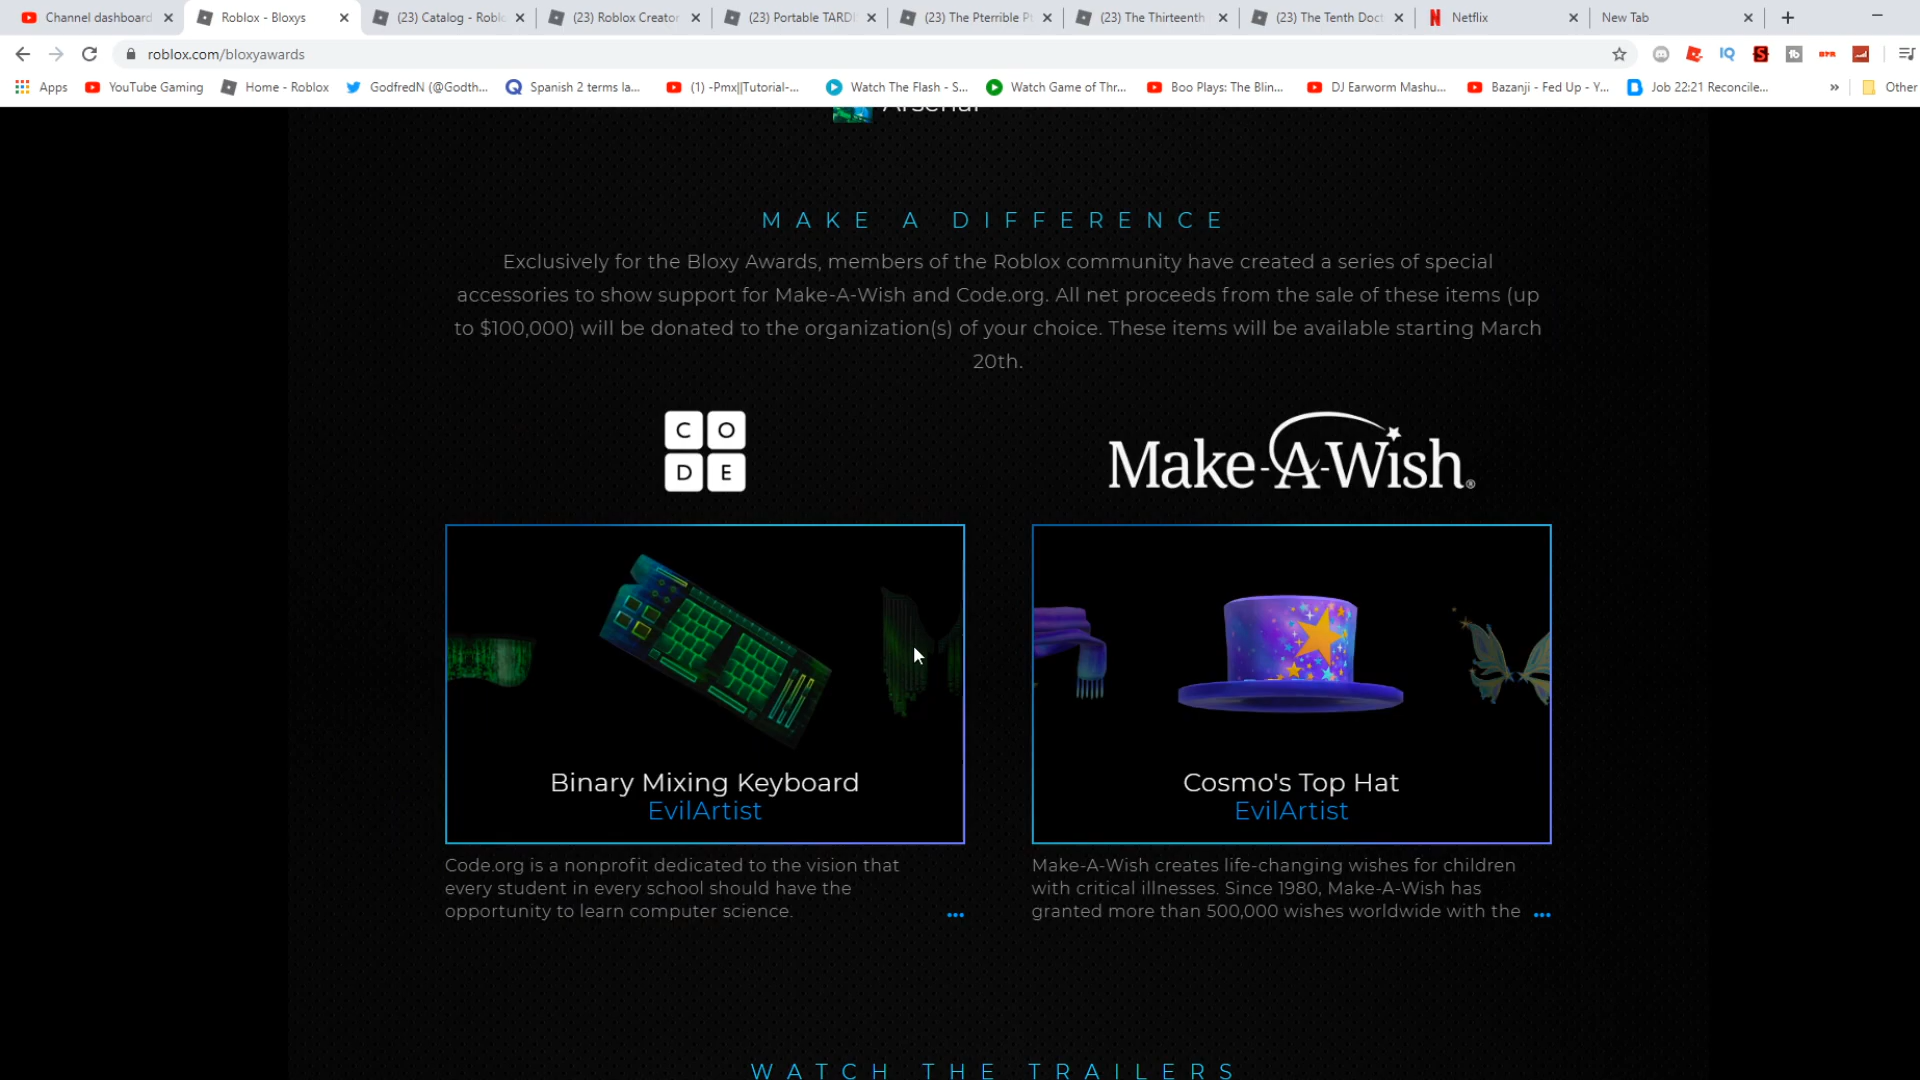 Channel dashboard
Roblox - Bloxys
(23) Catalog - Roblo
(23) Roblox Creator
(23) Portable TARDI
(23) The Pterrible Pt
(23) The Thirteenth
(23) The Tenth Doct
Netflix
New Tab
roblox.com/bloxyawards
Apps
YouTube Gaming
Home - Roblox
GodfredN (@Godth...
Spanish 2 terms la...
(1) -Pmx||Tutorial-...
Watch The Flash - S...
Watch Game of Thr...
Boo Plays: The Blin...
DJ Earworm Mashu...
Bazanji - Fed Up - Y...
Job 22:21 Reconcile...
»
Other
Arsenal
MAKE A DIFFERENCE
Exclusively for the Bloxy Awards, members of the Roblox community have created a series of special
accessories to show support for Make-A-Wish and Code.org. All net proceeds from the sale of these items (up
to $100,000) will be donated to the organization(s) of your choice. These items will be available starting March
20th.
C O
D E
Make-A-Wish®
Binary Mixing Keyboard
EvilArtist
Cosmo's Top Hat
EvilArtist
Code.org is a nonprofit dedicated to the vision that
every student in every school should have the
opportunity to learn computer science.
...
Make-A-Wish creates life-changing wishes for children
with critical illnesses. Since 1980, Make-A-Wish has
granted more than 500,000 wishes worldwide with the
...
WATCH THE TRAILERS